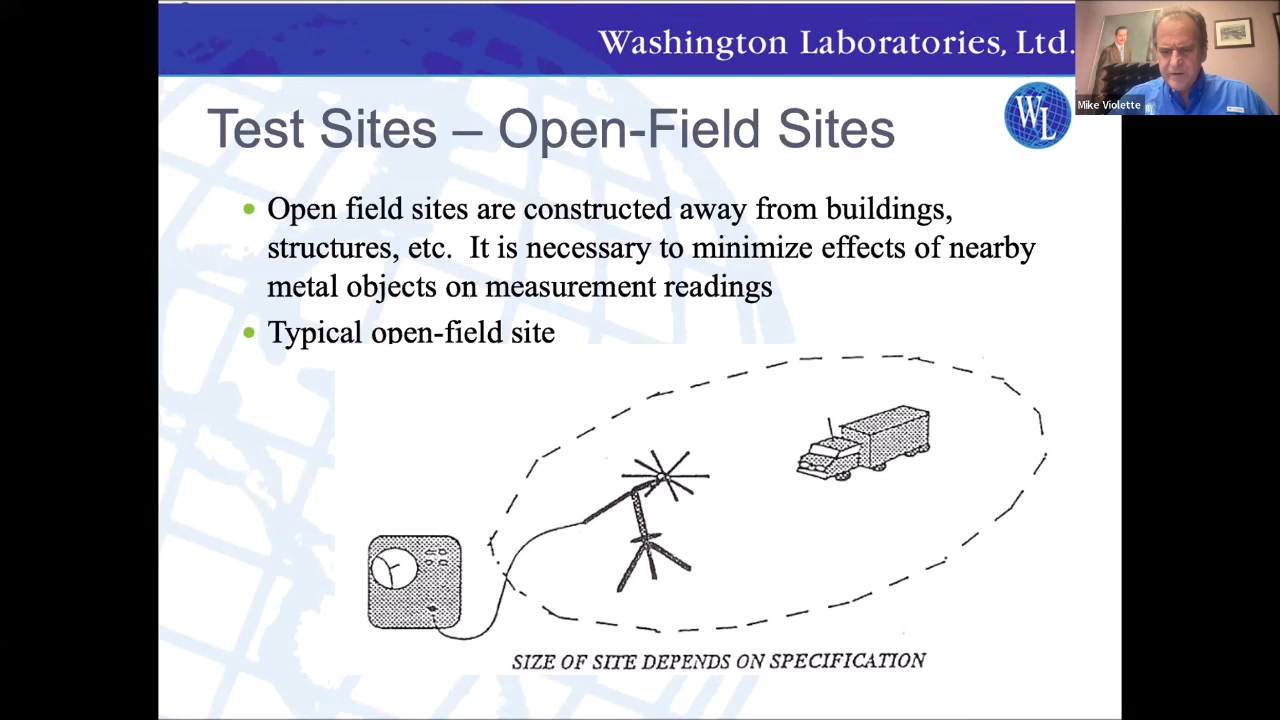 Washington Laboratories, Ltd.
Mike Violette
WL
Test Sites – Open-Field Sites
Open field sites are constructed away from buildings,
structures, etc. It is necessary to minimize effects of nearby
metal objects on measurement readings
Typical open-field site
SIZE OF SITE DEPENDS ON SPECIFICATION